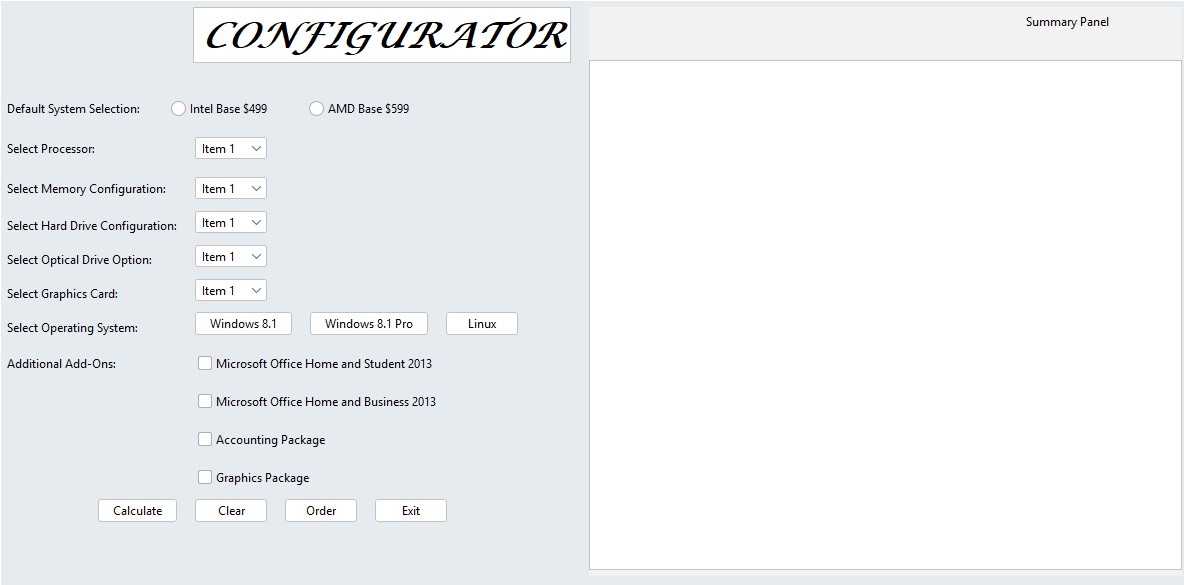 CONFIGURATOR
Summary Panel
Default System Selection: Intel Base $499 AMD Base $599
Select Processor: Item 1
Select Memory Configuration: Item 1
Select Hard Drive Configuration: Item 1
Select Optical Drive Option: Item 1
Select Graphics Card: Item 1
Select Operating System: Windows 8.1 Windows 8.1 Pro Linux
Additional Add-Ons: Microsoft Office Home and Student 2013
Microsoft Office Home and Business 2013
Accounting Package
Graphics Package
Calculate Clear Order Exit